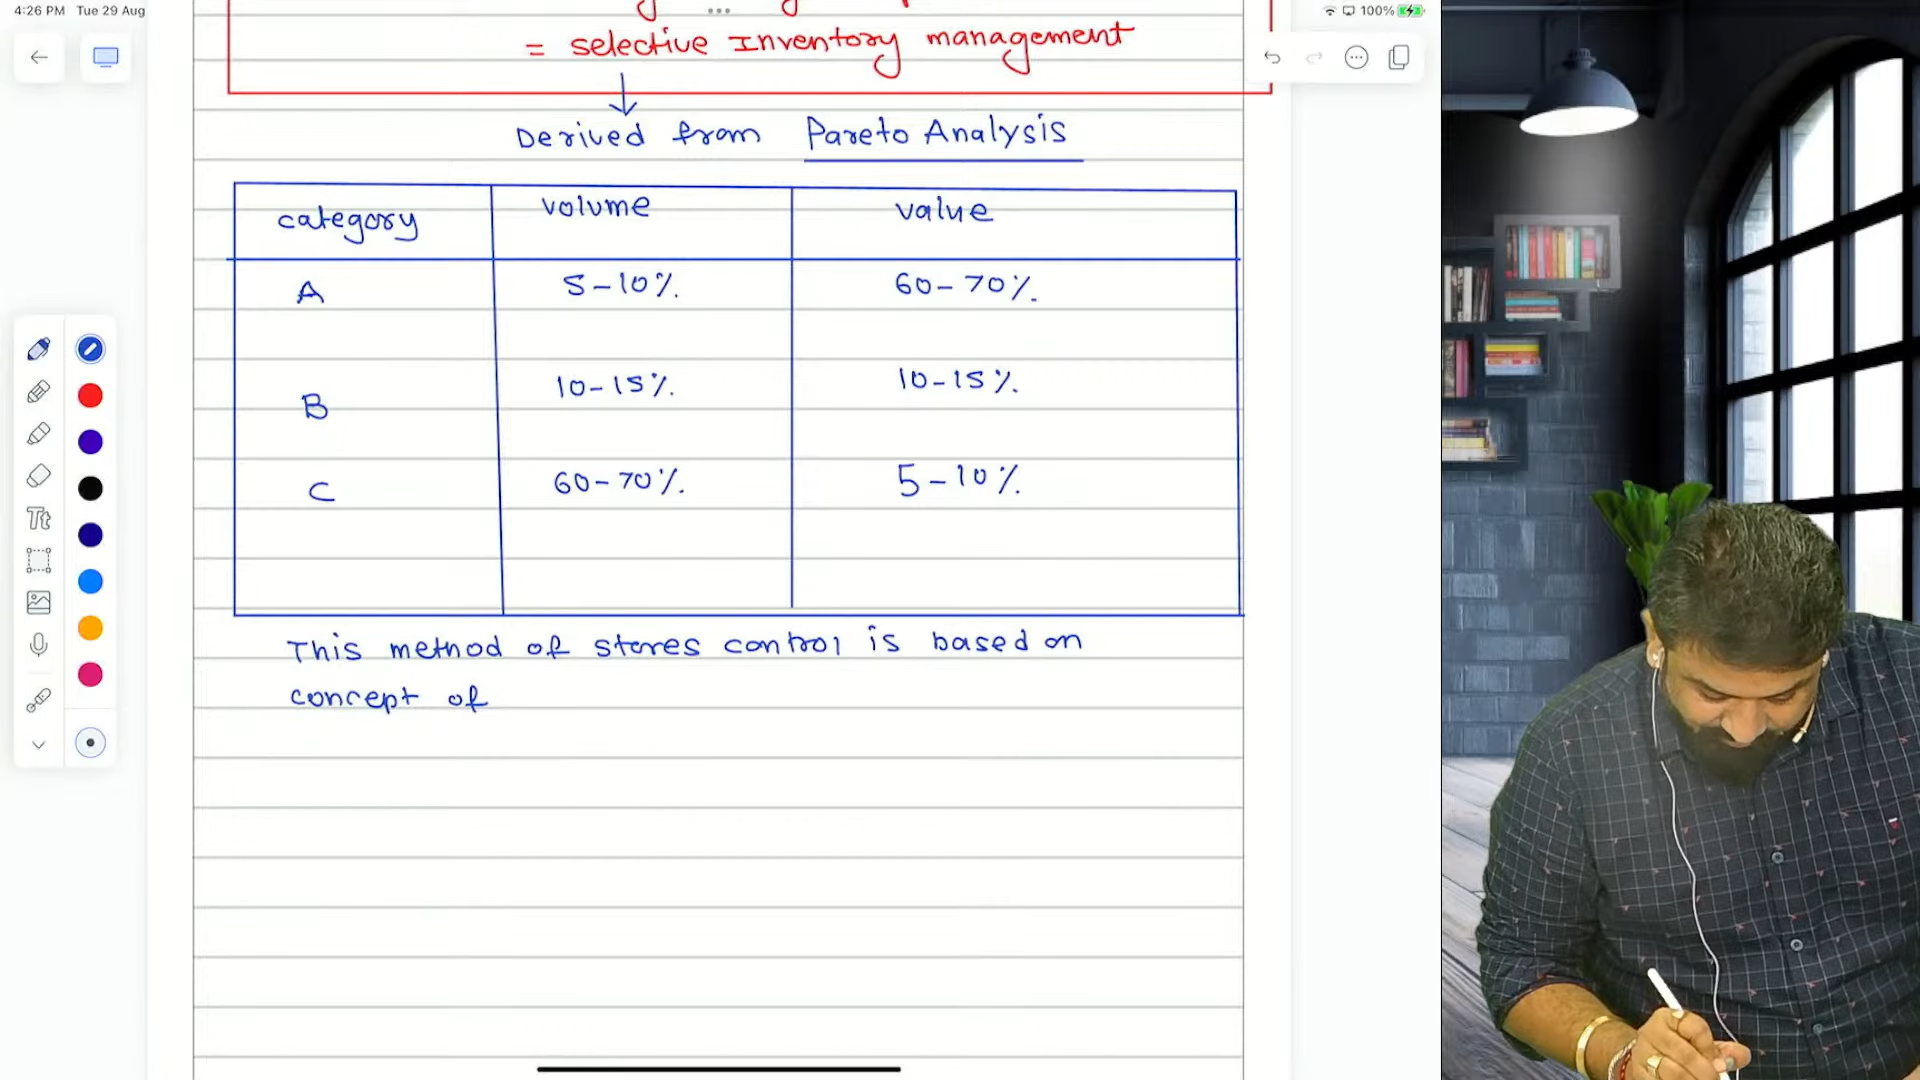 4:26 PM Tue 29 Aug
100%
= selective Inventory management
Derived from Pareto Analysis
category volume value
A 5-10% 60-70%
B 10-15% 10-15%
C 60-70% 5-10%
This method of stores control is based on
concept of
Tt